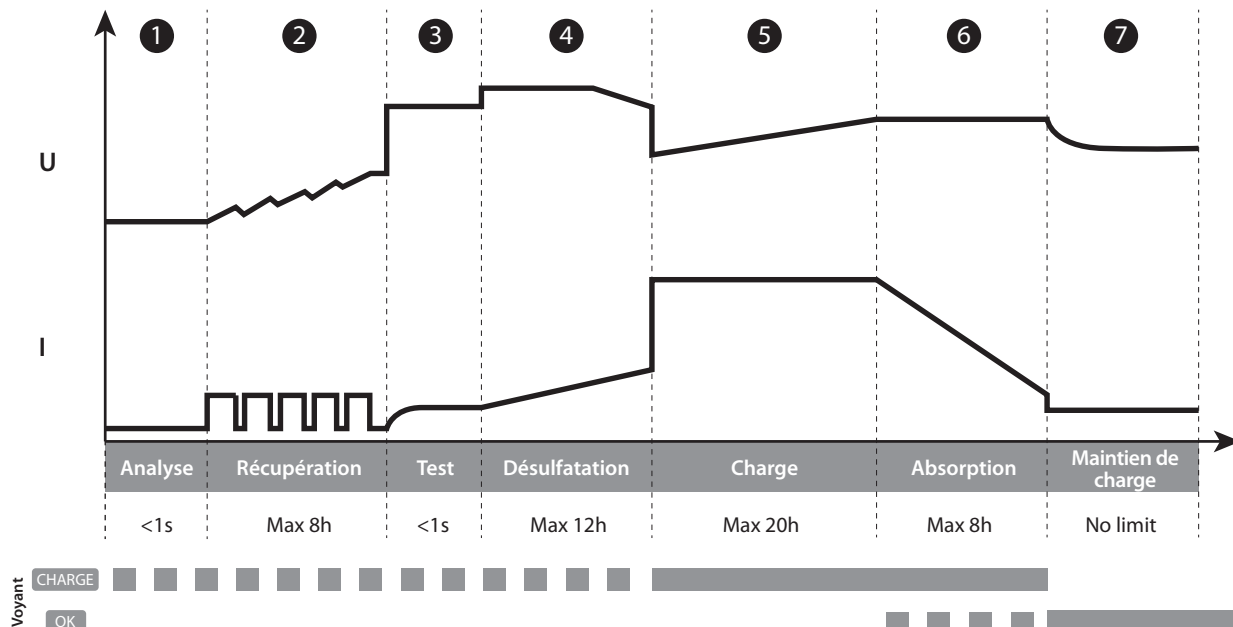 1 2 3 4 5 6 7
U
I
Analyse Récupération Test Désulfatation Charge Absorption Maintien de
charge
<1s Max 8h <1s Max 12h Max 20h Max 8h No limit
Voyant
CHARGE
OK